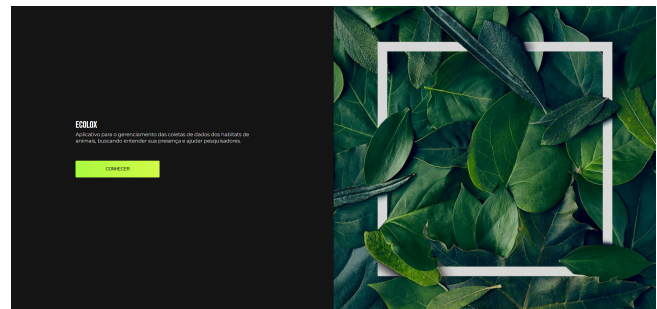 ECOLOX
Aplicativo para o gerenciamento das coletas de dados dos habitats de
animais, buscando entender sua presença e ajudar pesquisadores.
CONHECER